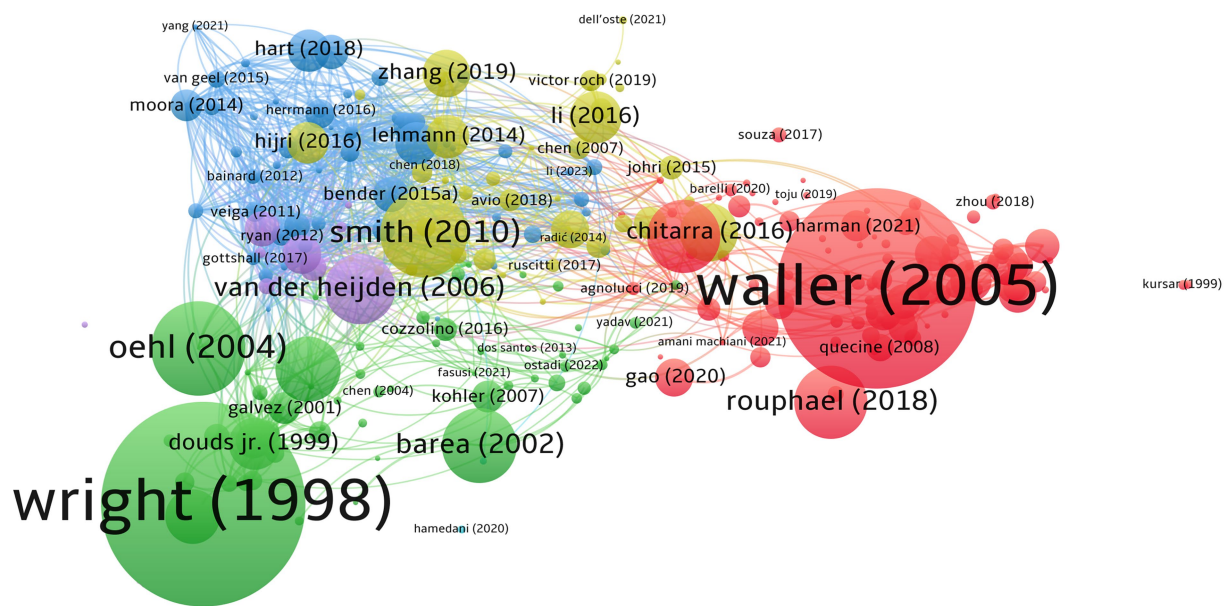 dell'oste (2021)
yang (2021)
hart (2018)
zhang (2019)
van geel (2015)
victor roch (2019)
moora (2014)
herrmann (2016)
li (2016)
lehmann (2014)
souza (2017)
hijri (2016)
chen (2007)
chen (2018)
johri (2015)
li (2023)
bainard (2012)
barelli (2020)
toju (2019)
bender (2015a)
avio (2018)
zhou (2018)
veiga (2011)
harman (2021)
smith (2010)
chitarra (2016)
ryan (2012)
radić (2014)
gottshall (2017)
ruscitti (2017)
kursar (1999)
waller (2005)
van der heijden (2006)
agnolucci (2019)
yadav (2021)
cozzolino (2016)
amani machiani (2021)
oehl (2004)
dos santos (2013)
quecine (2008)
ostadi (2022)
fasusi (2021)
gao (2020)
chen (2004)
kohler (2007)
rouphael (2018)
galvez (2001)
douds jr. (1999)
barea (2002)
wright (1998)
hamedani (2020)